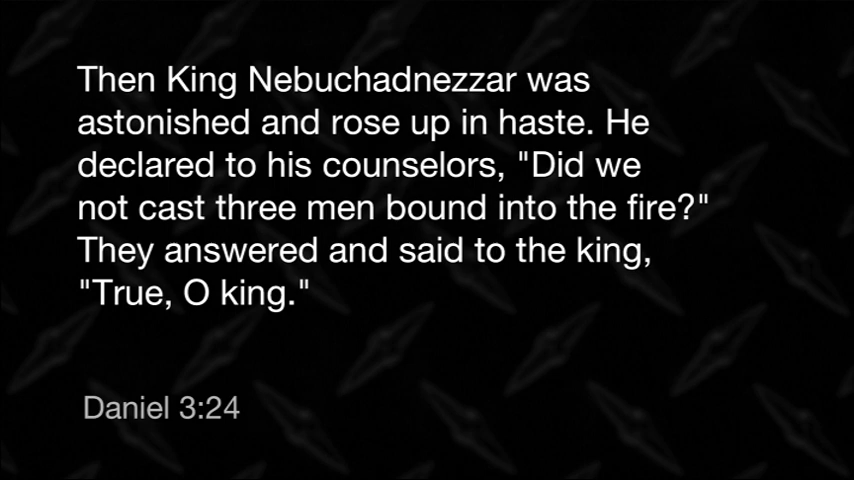 Then King Nebuchadnezzar was
astonished and rose up in haste. He
declared to his counselors, "Did we
not cast three men bound into the fire?"
They answered and said to the king,
"True, O king."
Daniel 3:24